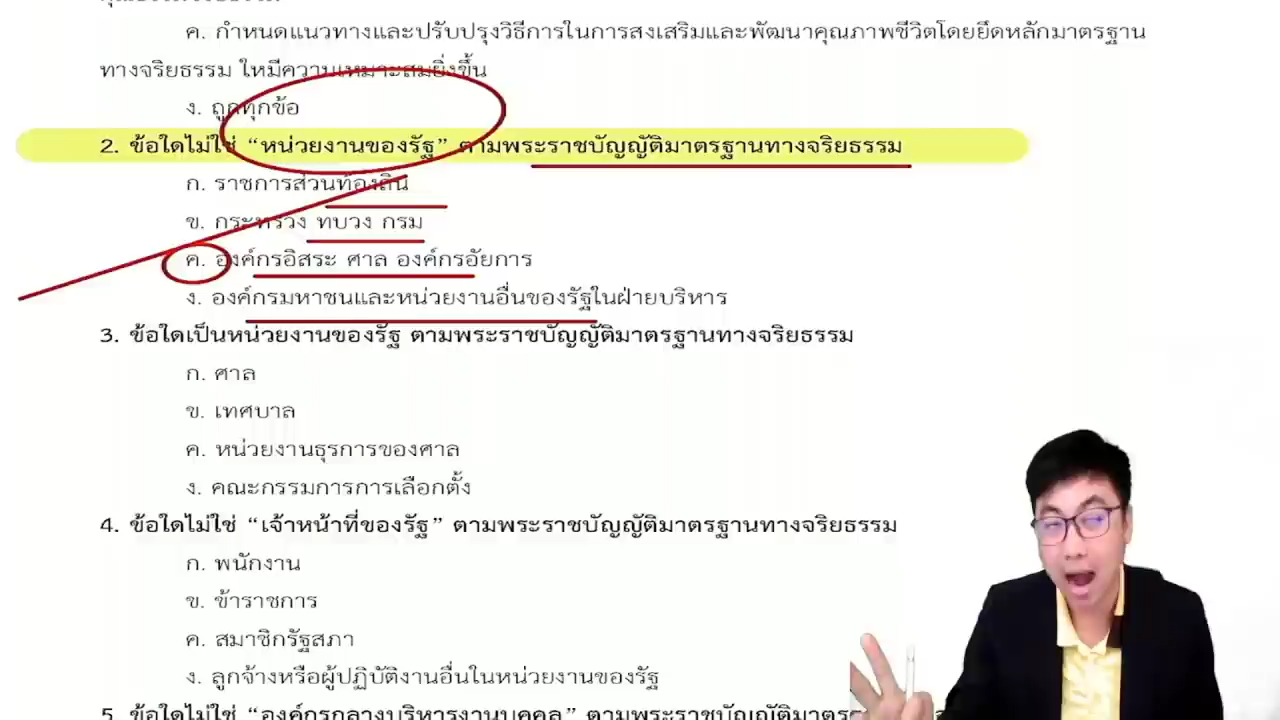 ค. กำหนดแนวทางและปรับปรุงวิธีการในการส่งเสริมและพัฒนาคุณภาพชีวิตโดยยึดหลักมาตรฐาน
ทางจริยธรรม ให้มีความเหมาะสมยิ่งขึ้น
ง. ถูกทุกข้อ
2. ข้อใดไม่ใช่ “หน่วยงานของรัฐ” ตามพระราชบัญญัติมาตรฐานทางจริยธรรม
ก. ราชการส่วนท้องถิ่น
ข. กระทรวง ทบวง กรม
ค. องค์กรอิสระ ศาล องค์กรอัยการ
ง. องค์กรมหาชนและหน่วยงานอื่นของรัฐในฝ่ายบริหาร
3. ข้อใดเป็นหน่วยงานของรัฐ ตามพระราชบัญญัติมาตรฐานทางจริยธรรม
ก. ศาล
ข. เทศบาล
ค. หน่วยงานธุรการของศาล
ง. คณะกรรมการการเลือกตั้ง
4. ข้อใดไม่ใช่ “เจ้าหน้าที่ของรัฐ” ตามพระราชบัญญัติมาตรฐานทางจริยธรรม
ก. พนักงาน
ข. ข้าราชการ
ค. สมาชิกรัฐสภา
ง. ลูกจ้างหรือผู้ปฏิบัติงานอื่นในหน่วยงานของรัฐ
5. ข้อใดไม่ใช่ “องค์กรกลางบริหารงานบุคคล” ตามพระราชบัญญัติมาตร